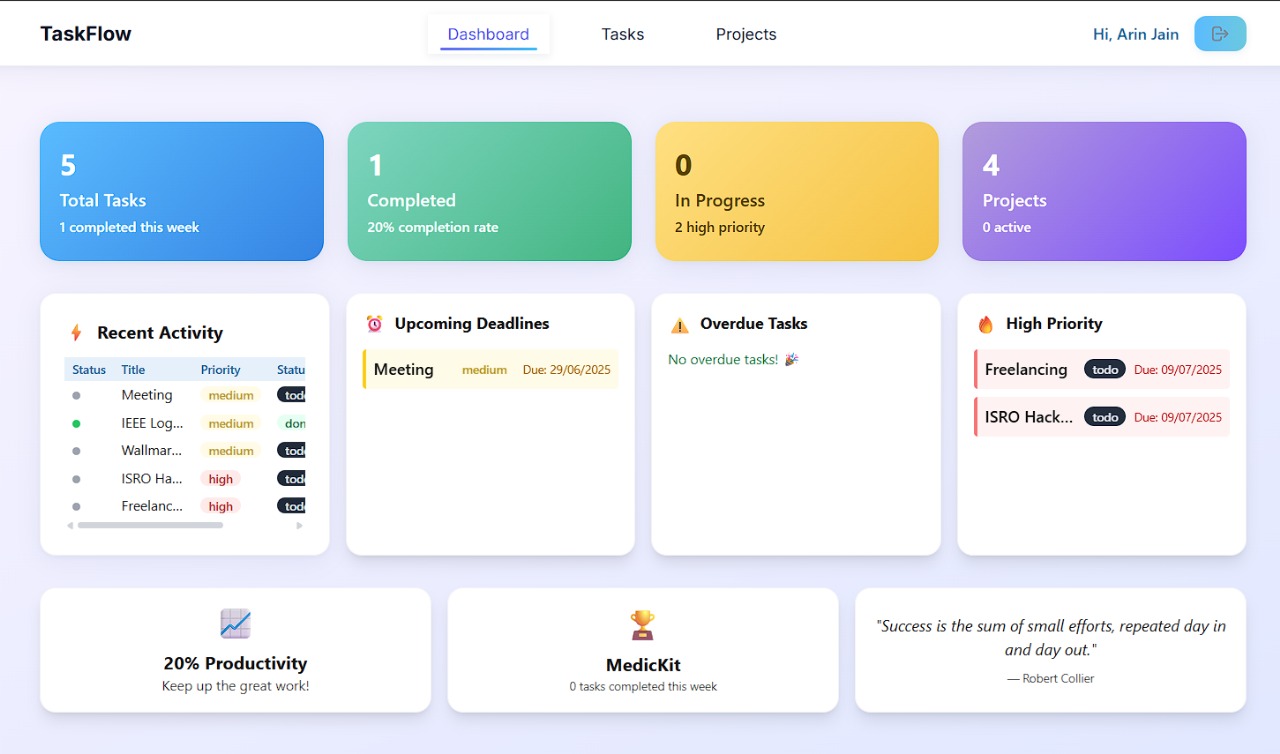 TaskFlow
Dashboard
Tasks
Projects
Hi, Arin Jain
5
Total Tasks
1 completed this week
1
Completed
20% completion rate
0
In Progress
2 high priority
4
Projects
0 active
Recent Activity
Status Title Priority Statu
Meeting medium tod
IEEE Log... medium don
Wallmar... medium tod
ISRO Ha... high tod
Freelanc... high tod
Upcoming Deadlines
Meeting medium Due: 29/06/2025
Overdue Tasks
No overdue tasks! 🎉
High Priority
Freelancing todo Due: 09/07/2025
ISRO Hack... todo Due: 09/07/2025
20% Productivity
Keep up the great work!
MedicKit
0 tasks completed this week
"Success is the sum of small efforts, repeated day in
and day out."
— Robert Collier